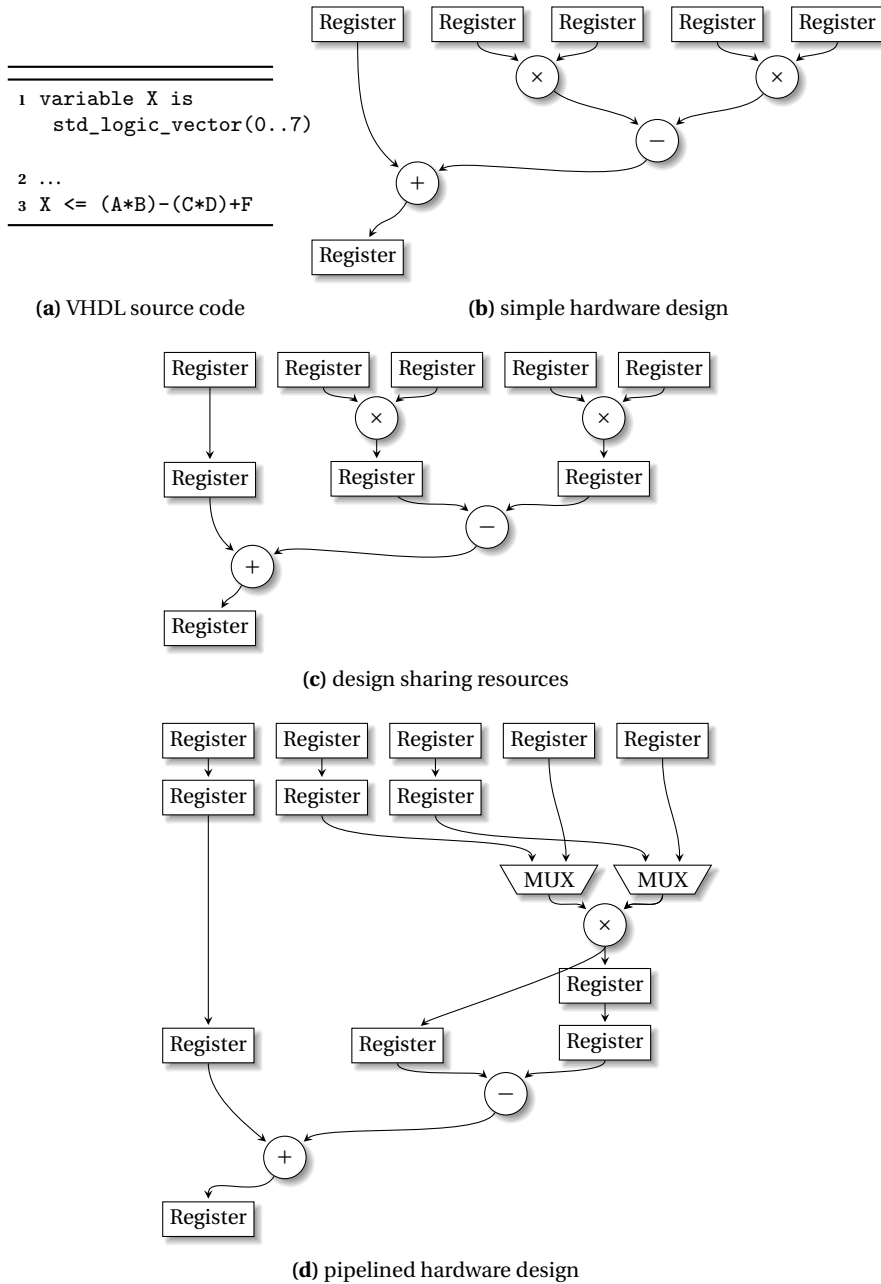 Register Register Register Register Register
× ×
1 variable X is
std_logic_vector(0..7)
−
2 ...
+
3 X <= (A*B)-(C*D)+F
Register
(a) VHDL source code
(b) simple hardware design
Register Register Register Register Register
× ×
Register Register Register
−
+
Register
(c) design sharing resources
Register Register Register Register Register
Register Register Register
MUX MUX
×
Register
Register Register Register
−
+
Register
(d) pipelined hardware design